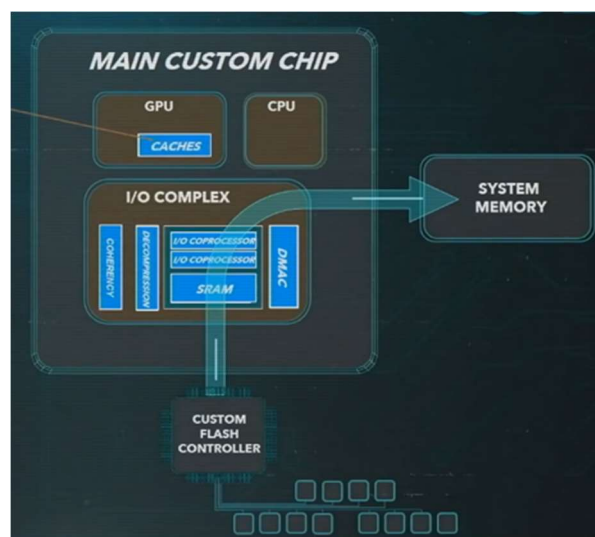 MAIN CUSTOM CHIP
GPU
CPU
CACHES
SYSTEM
MEMORY
I/O COMPLEX
COHERENCY
DECOMPRESSION
I/O COPROCESSOR
I/O COPROCESSOR
SRAM
DMAC
CUSTOM
FLASH
CONTROLLER